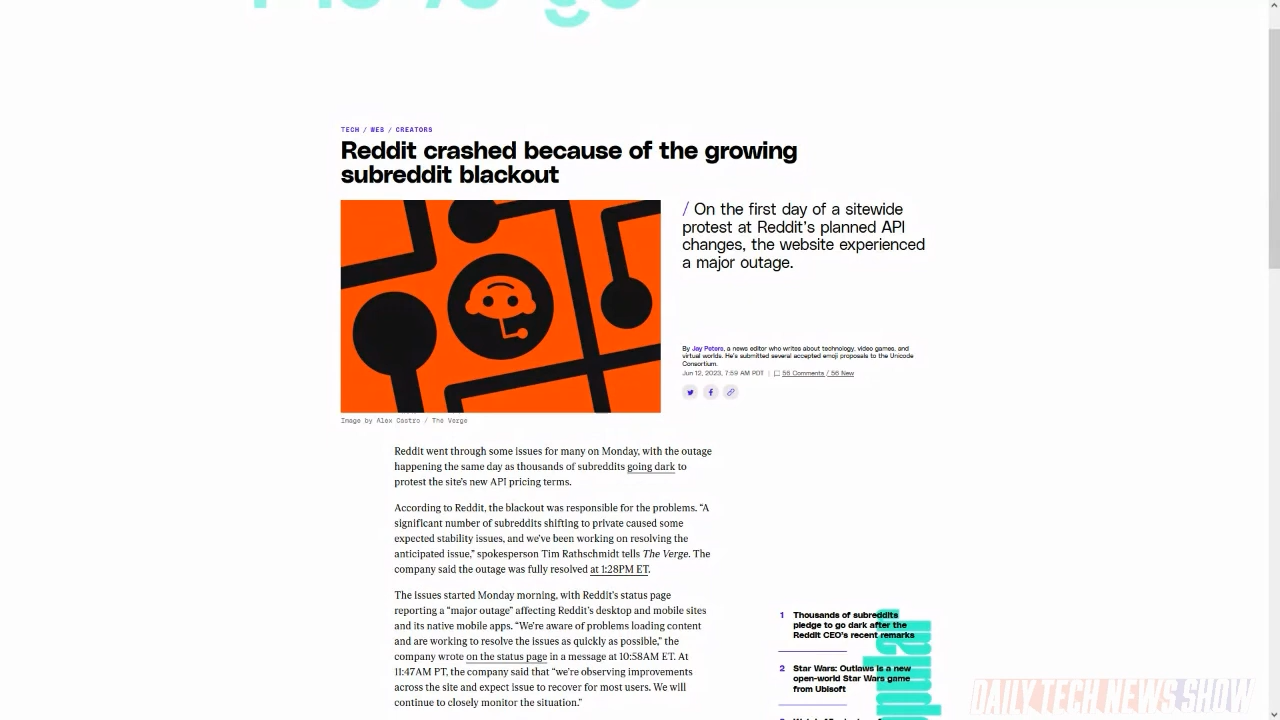 TECH / WEB / CREATORS
Reddit crashed because of the growing
subreddit blackout
/ On the first day of a sitewide
protest at Reddit's planned API
changes, the website experienced
a major outage.
By Jay Peters, a news editor who writes about technology, video games, and
virtual worlds. He's submitted several accepted emoji proposals to the Unicode
Consortium.
Jun 12, 2023, 7:59 AM PDT | 56 Comments / 56 New
Image by Alex Castro / The Verge
Reddit went through some issues for many on Monday, with the outage
happening the same day as thousands of subreddits going dark to
protest the site's new API pricing terms.
According to Reddit, the blackout was responsible for the problems. “A
significant number of subreddits shifting to private caused some
expected stability issues, and we've been working on resolving the
anticipated issue,” spokesperson Tim Rathschmidt tells The Verge. The
company said the outage was fully resolved at 1:28PM ET.
The issues started Monday morning, with Reddit's status page
reporting a “major outage” affecting Reddit's desktop and mobile sites
and its native mobile apps. “We're aware of problems loading content
and are working to resolve the issues as quickly as possible,” the
company wrote on the status page in a message at 10:58AM ET. At
11:47AM PT, the company said that “we're observing improvements
across the site and expect issue to recover for most users. We will
continue to closely monitor the situation.”
1 Thousands of subreddits
pledge to go dark after the
Reddit CEO's recent remarks
2 Star Wars: Outlaws is a new
open-world Star Wars game
from Ubisoft
DAILY TECH NEWS SHOW